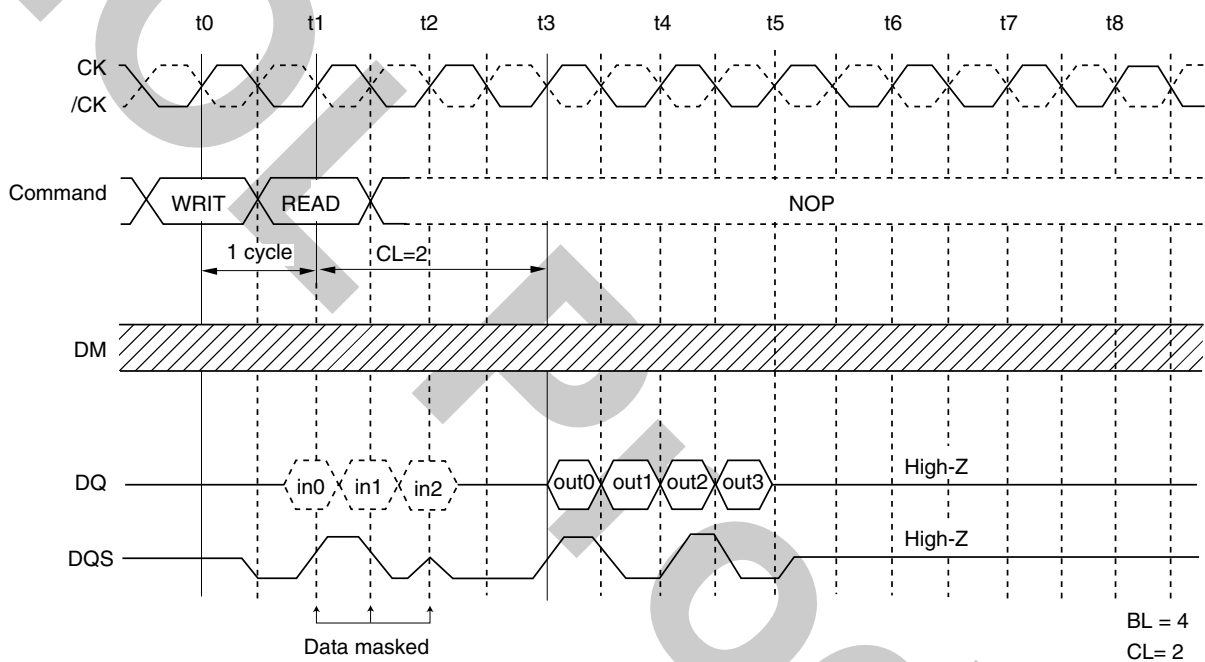 t0 t1 t2 t3 t4 t5 t6 t7 t8
CK
/CK
Command WRIT READ NOP
1 cycle CL=2
DM
DQ in0 in1 in2 out0 out1 out2 out3 High-Z
DQS High-Z
Data masked
BL = 4
CL= 2